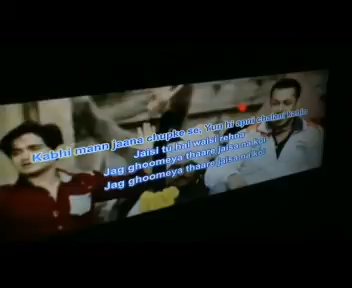 Kabhi mann jaana chupke se, Yun hi apni chalani kabhi
Jaisi tu hai waisi rehna
Jag ghoomeya thaare jaisa na koi
Jag ghoomeya thaare jaisa na koi